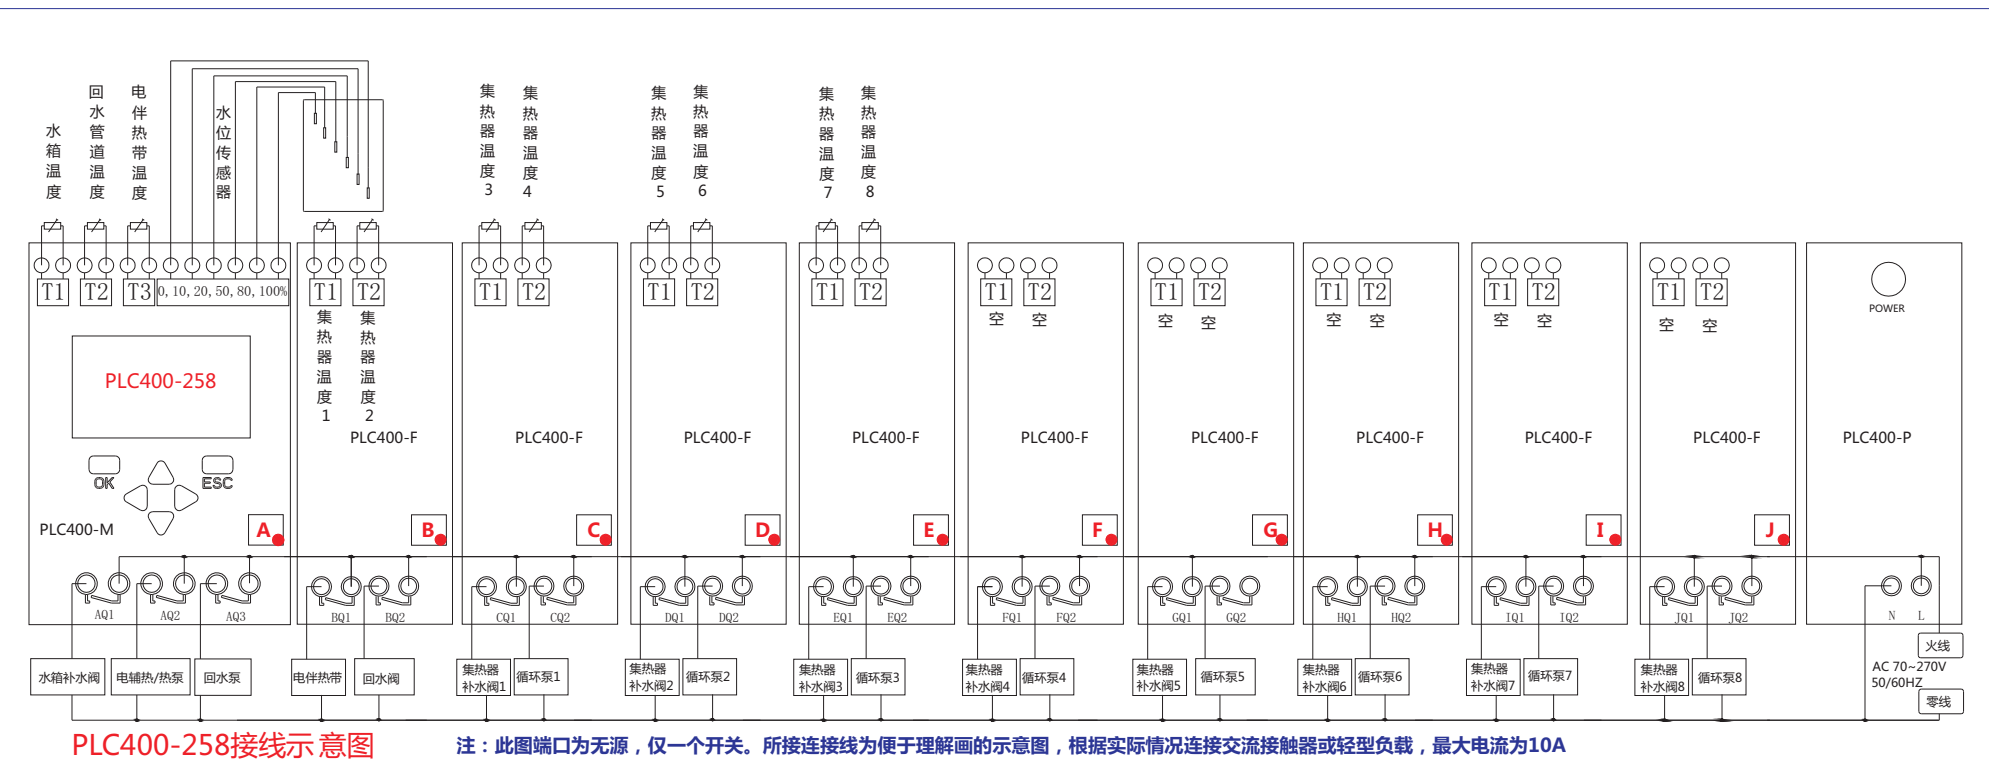 水箱温度
回水管道温度
电伴热带温度
水位传感器
集热器温度3
集热器温度4
集热器温度5
集热器温度6
集热器温度7
集热器温度8
T1 T2 T3 0,10,20,50,80,100%
T1 T2
T1 T2
T1 T2
T1 T2
T1 T2
T1 T2
T1 T2
T1 T2
T1 T2
集热器温度1
集热器温度2
空 空
空 空
空 空
空 空
空 空
POWER
PLC400-258
PLC400-F
PLC400-F
PLC400-F
PLC400-F
PLC400-F
PLC400-F
PLC400-F
PLC400-F
PLC400-F
PLC400-P
OK
ESC
PLC400-M
A
B
C
D
E
F
G
H
I
J
AQ1 AQ2 AQ3
BQ1 BQ2
CQ1 CQ2
DQ1 DQ2
EQ1 EQ2
FQ1 FQ2
GQ1 GQ2
HQ1 HQ2
IQ1 IQ2
JQ1 JQ2
N L
水箱补水阀
电辅热/热泵
回水泵
电伴热带
回水阀
集热器
补水阀1
循环泵1
集热器
补水阀2
循环泵2
集热器
补水阀3
循环泵3
集热器
补水阀4
循环泵4
集热器
补水阀5
循环泵5
集热器
补水阀6
循环泵6
集热器
补水阀7
循环泵7
集热器
补水阀8
循环泵8
火线
AC 70~270V
50/60HZ
零线
PLC400-258接线示意图
注：此图端口为无源，仅一个开关。所接连接线为便于理解画的示意图，根据实际情况连接交流接触器或轻型负载，最大电流为10A